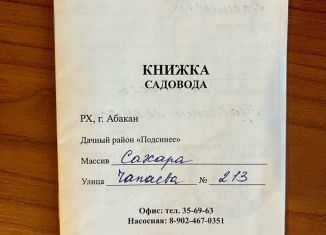 КНИЖКА
САДОВОДА
РХ, г. Абакан
Дачный район «Подсинее»
Массив Сахара
Улица Чапаева № 213
Офис: тел. 35-69-63
Насосная: 8-902-467-0351